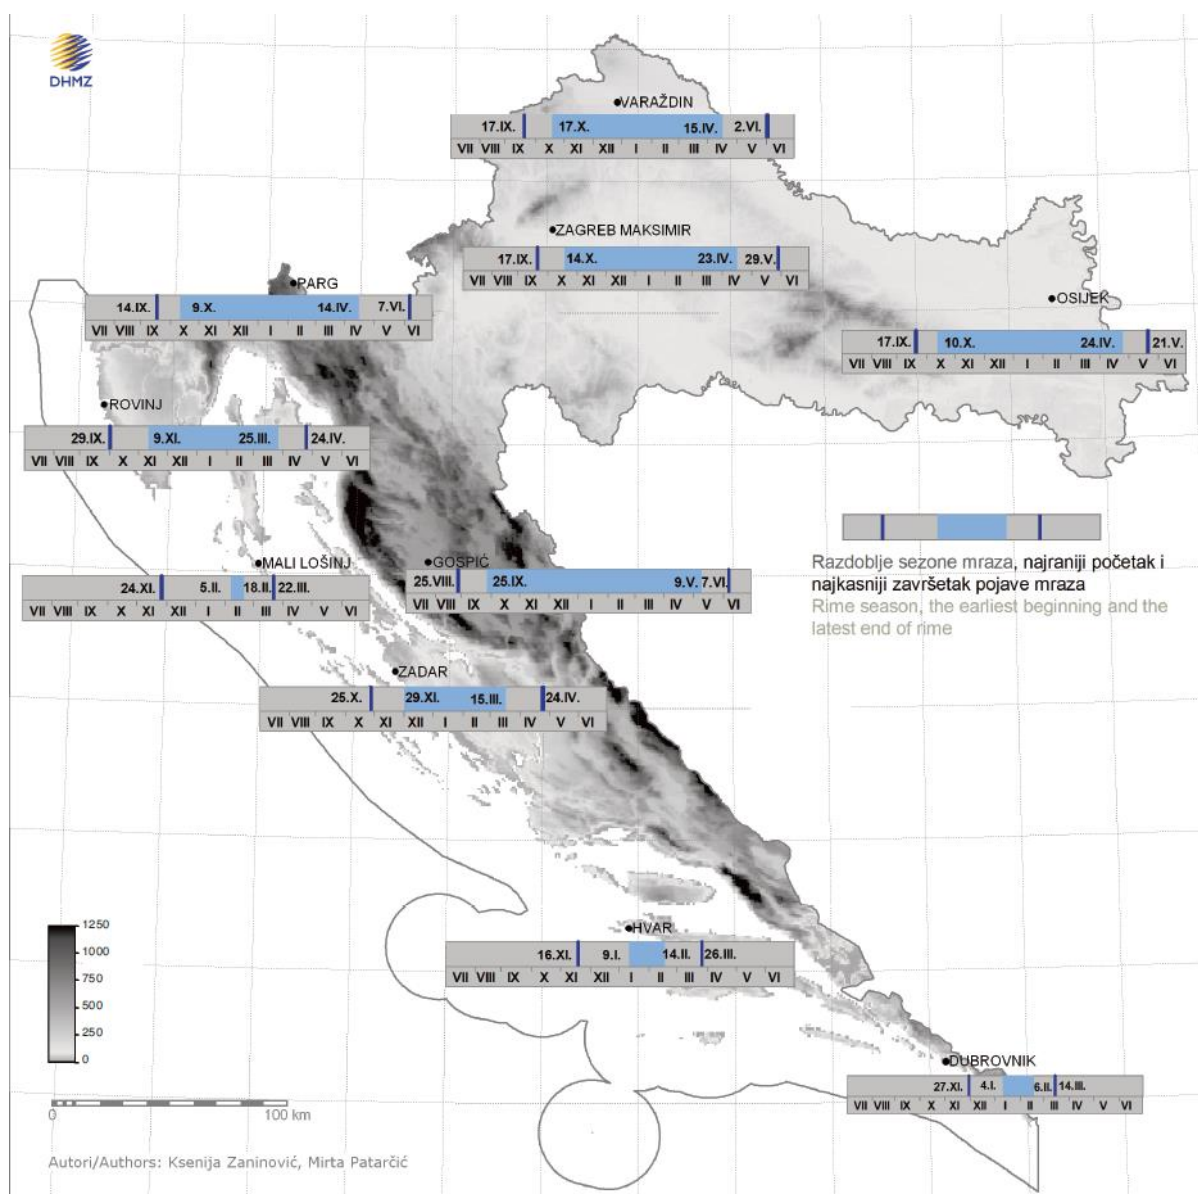 DHMZ
VARAŽDIN
17.IX. 17.X. 15.IV. 2.VI.
VII VIII IX X XI XII I II III IV V VI
ZAGREB MAKSIMIR
17.IX. 14.X. 23.IV. 29.V.
VII VIII IX X XI XII I II III IV V VI
PARG
14.IX. 9.X. 14.IV. 7.VI.
VII VIII IX X XI XII I II III IV V VI
OSIJEK
17.IX. 10.X. 24.IV. 21.V.
VII VIII IX X XI XII I II III IV V VI
ROVINJ
29.IX. 9.XI. 25.III. 24.IV.
VII VIII IX X XI XII I II III IV V VI
Razdoblje sezone mraza, najraniji početak i
najkasniji završetak pojave mraza
Rime season, the earliest beginning and the
latest end of rime
MALI LOŠINJ
24.XI. 5.II. 18.II. 22.III.
VII VIII IX X XI XII I II III IV V VI
GOSPIĆ
25.VIII. 25.IX 9.V. 7.VI.
VII VIII IX X XI XII I II III IV V VI
ZADAR
25.X. 29.XI. 15.III. 24.IV.
VII VIII IX X XI XII I II III IV V VI
HVAR
16.XI. 9.I. 14.II. 26.III.
VII VIII IX X XI XII I II III IV V VI
DUBROVNIK
27.XI. 4.I. 6.II. 14.III.
VII VIII IX X XI XII I II III IV V VI
1250
1000
750
500
250
0
0 100 km
Autori/Authors: Ksenija Zaninović, Mirta Patarčić